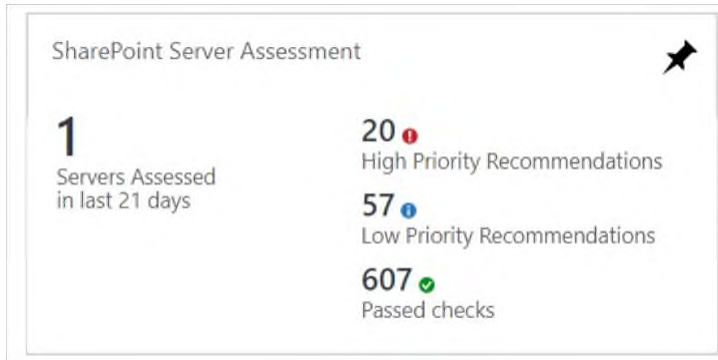 SharePoint Server Assessment
1
Servers Assessed
in last 21 days
20
High Priority Recommendations
57
Low Priority Recommendations
607
Passed checks